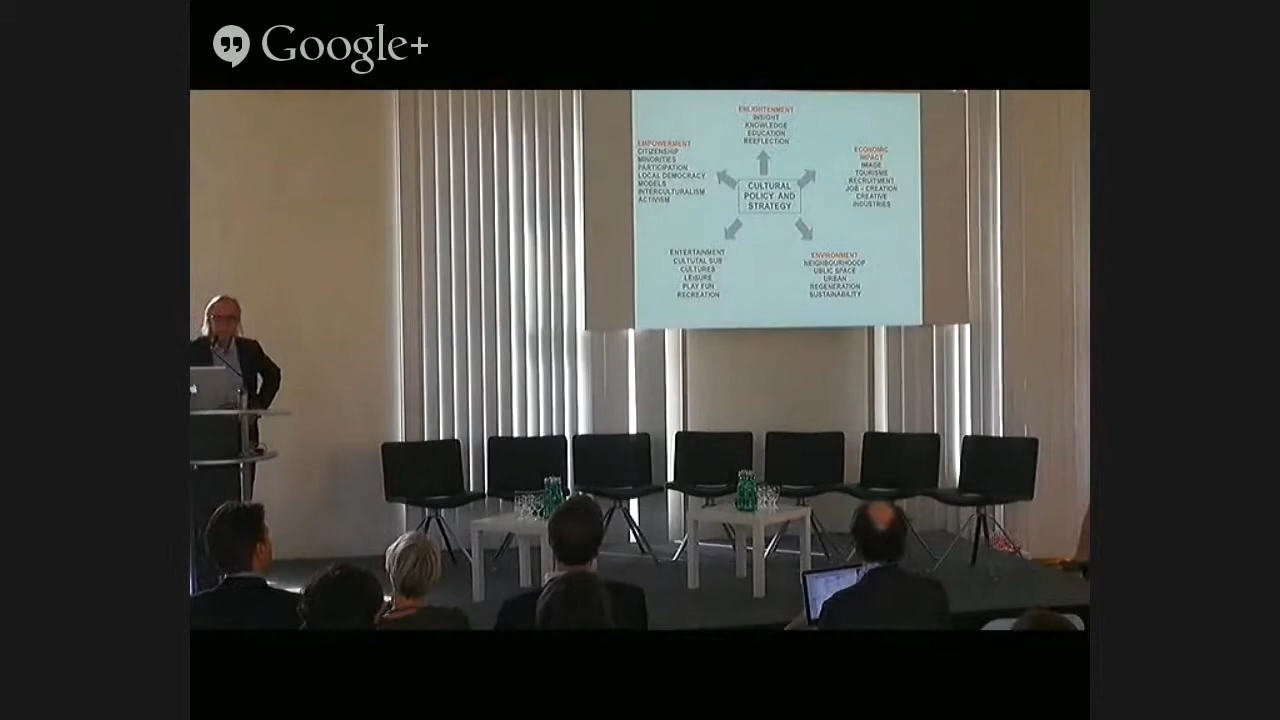 Google+
ENLIGHTENMENT
INSIGHT
KNOWLEDGE
EDUCATION
REEFLECTION
EMPOWERMENT
CITIZENSHIP
MINORITIES
PARTICIPATION
LOCAL DEMOCRACY
MODELS
INTERCULTURALISM
ACTIVISM
ECONOMIC
IMPACT
IMAGE
TOURISME
RECRUITMENT
JOB - CREATION
CREATIVE
INDUSTRIES
CULTURAL
POLICY AND
STRATEGY
ENTERTAINMENT
CULTUTAL SUB
CULTURES
LEISURE
PLAY FUN
RECREATION
ENVIRONMENT
NEIGHBOURHOODP
UBLIC SPACE
URBAN
REGENERATION
SUSTAINABILITY